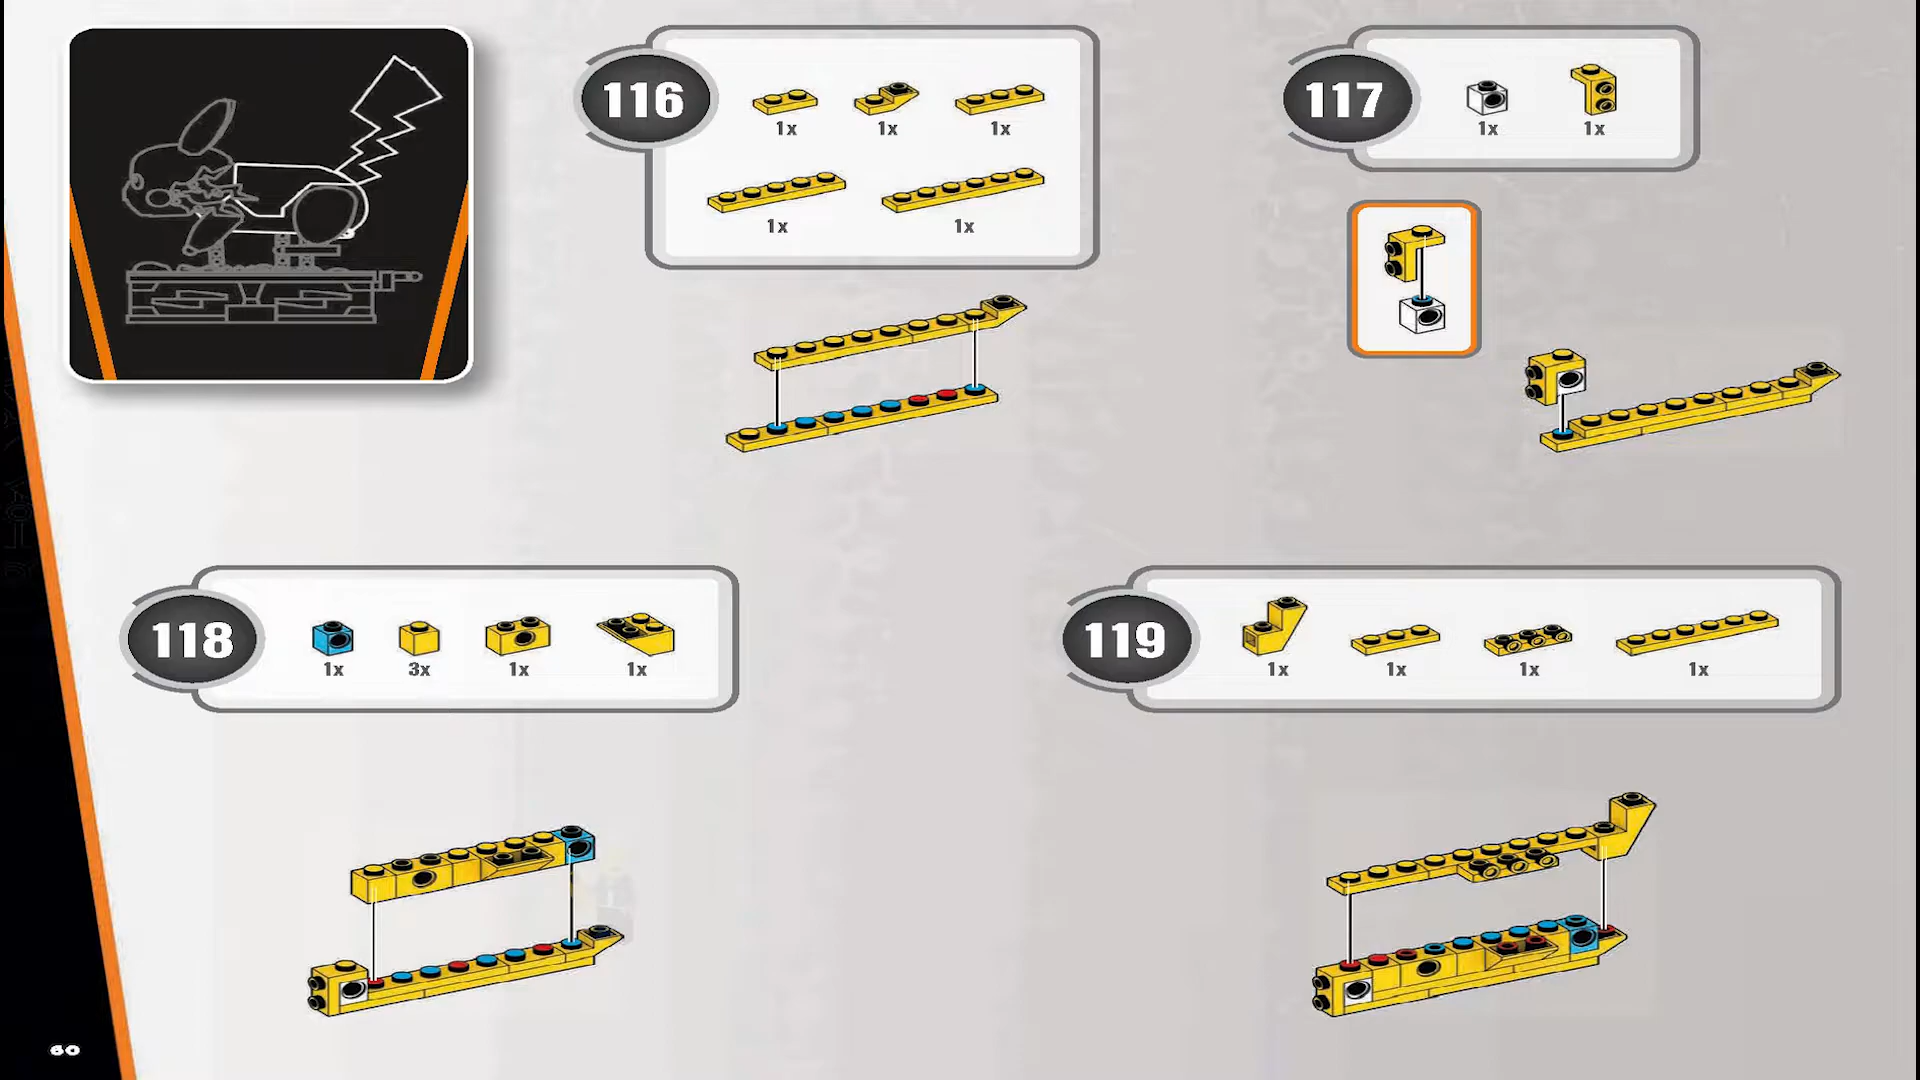 116
1x 1x 1x
1x 1x
117
1x 1x
118
1x 3x 1x 1x
119
1x 1x 1x 1x
60